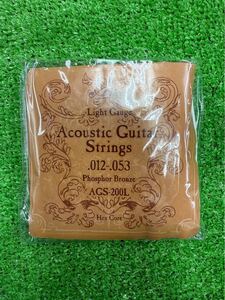 Light Gauge
Acoustic Guitar
Strings
.012-.053
Phosphor Bronze
AGS-200L
Hex Core